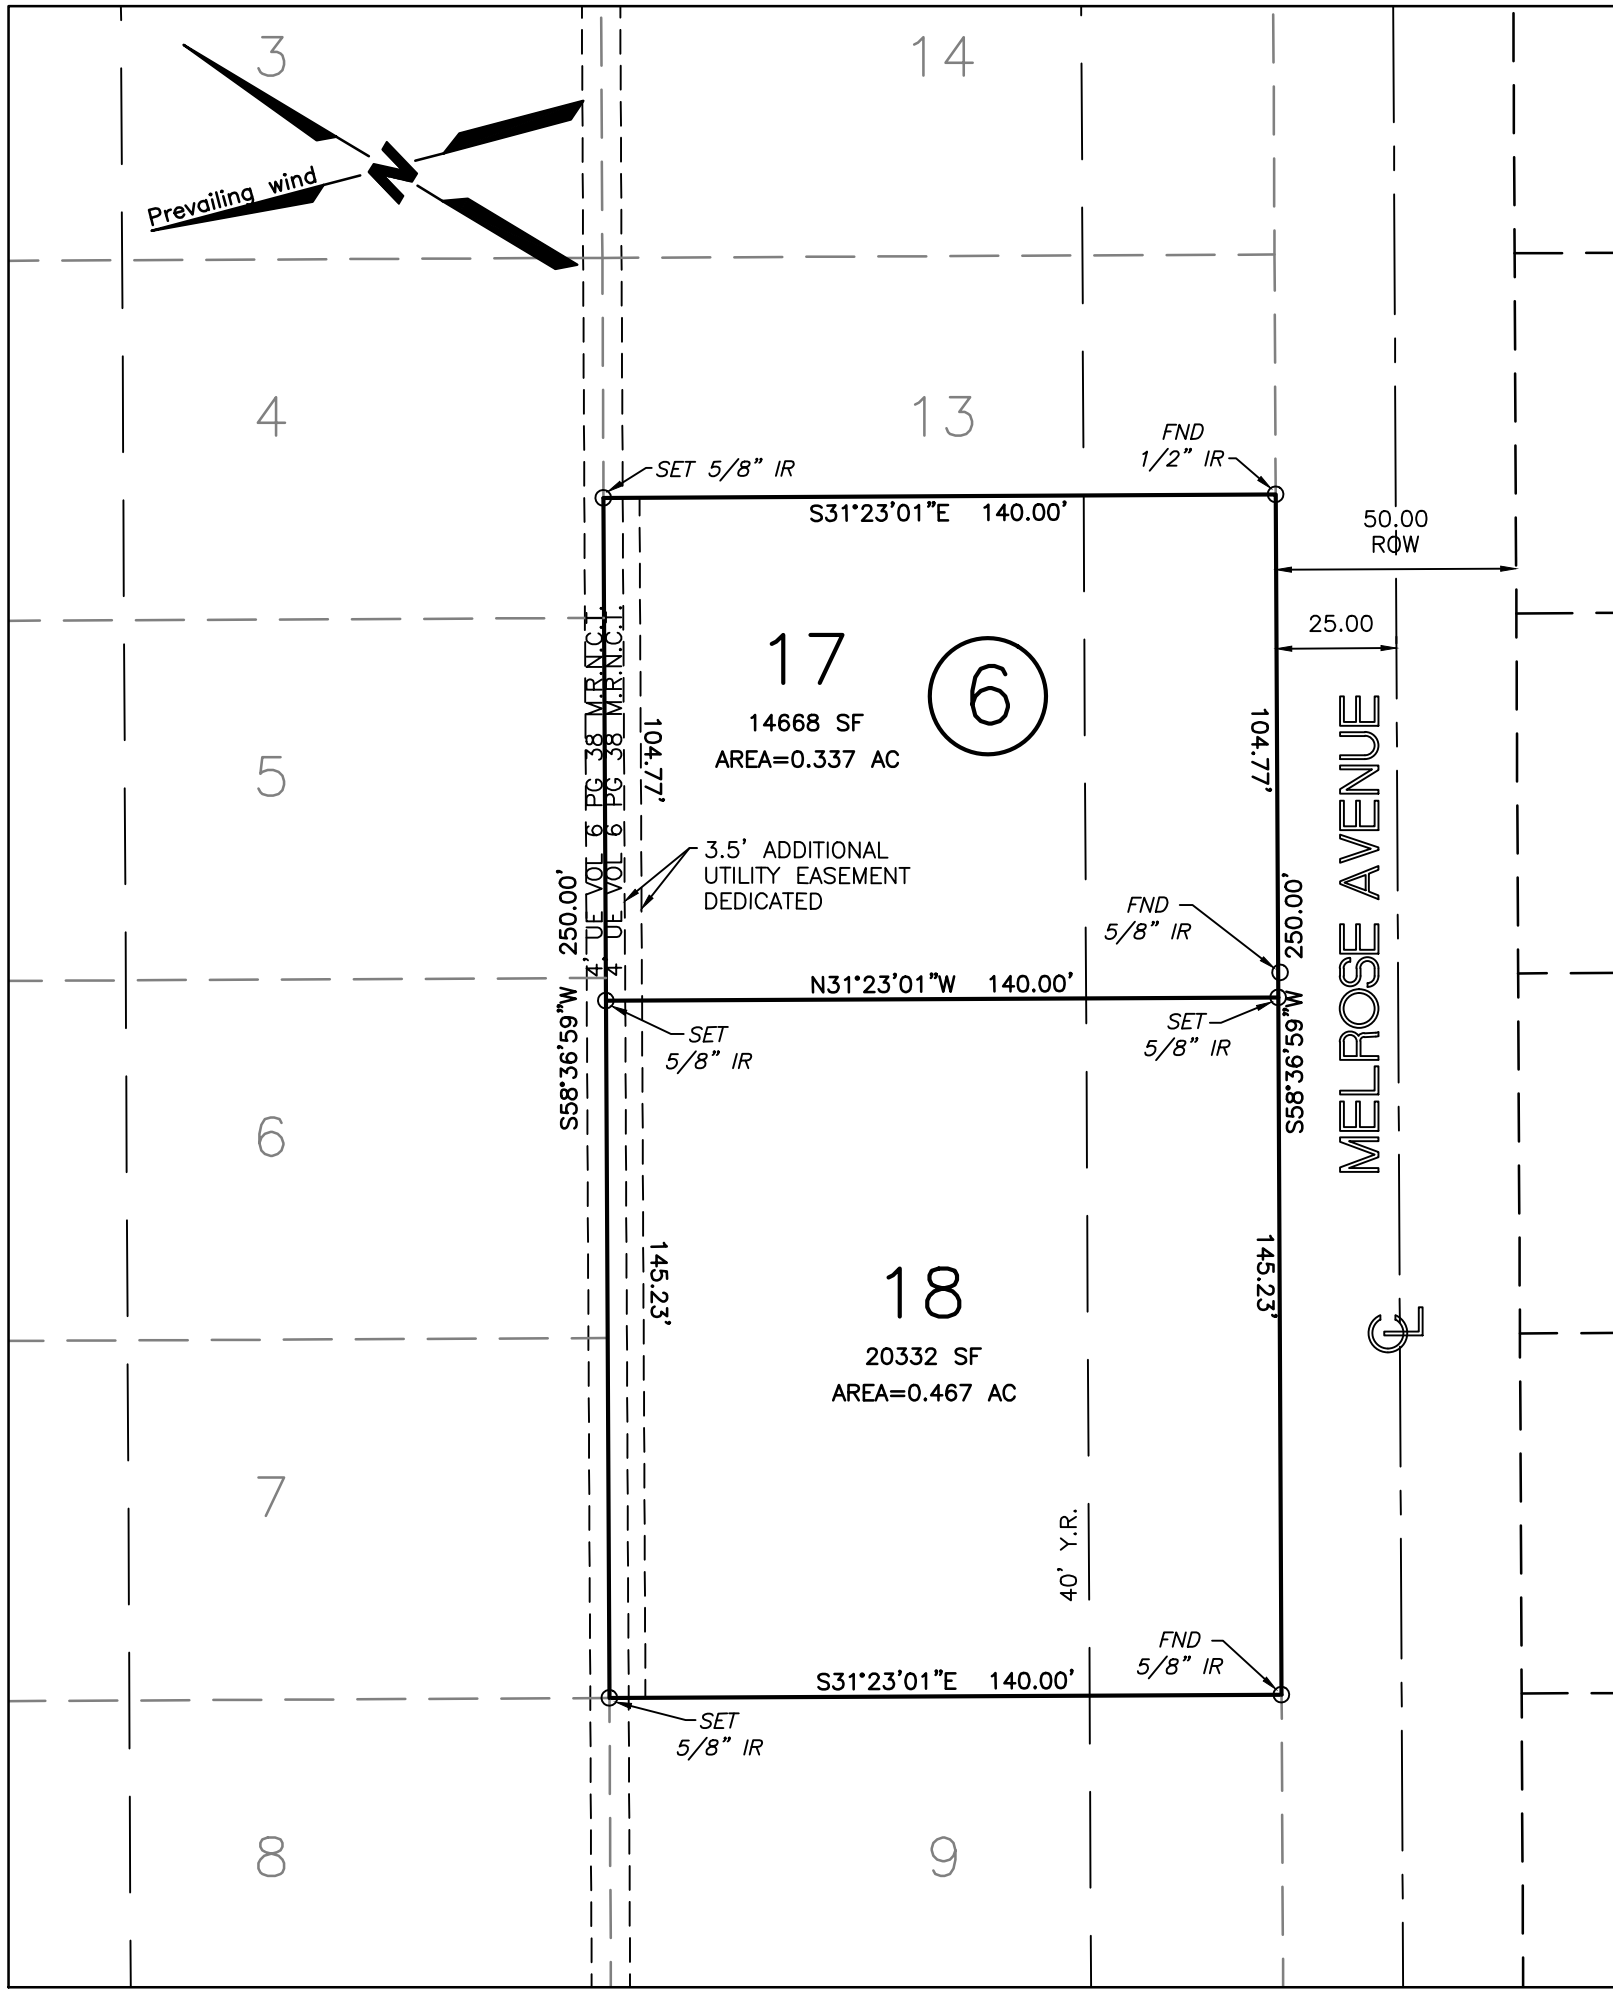 3
14
N
Prevailing wind
4
13
FND
1/2" IR
SET 5/8" IR
S31°23'01"E 140.00'
50.00
ROW
25.00
17
14668 SF
AREA=0.337 AC
6
5
104.77'
104.77'
4' UE VOL 6 PG 38 M.R.N.C.T.
4' UE VOL 6 PG 38 M.R.N.C.T.
3.5' ADDITIONAL
UTILITY EASEMENT
DEDICATED
S58°36'59"W 250.00'
S58°36'59"W 250.00'
MELROSE AVENUE
FND
5/8" IR
N31°23'01"W 140.00'
SET
5/8" IR
SET
5/8" IR
6
145.23'
145.23'
18
20332 SF
AREA=0.467 AC
CL
7
40' Y.R.
FND
5/8" IR
S31°23'01"E 140.00'
SET
5/8" IR
8
9